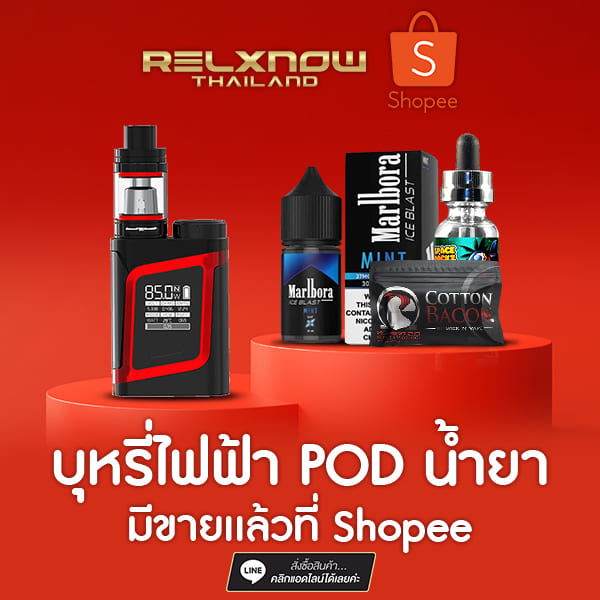 RELXNOW
THAILAND
Shopee
85.0
Marlbora
ICE BLAST
MINT
Marlbora
ICE BLAST
MINT
COTTON
BACON
บุหรี่ไฟฟ้า POD น้ำยา
มีขายแล้วที่ Shopee
LINE
สั่งซื้อสินค้า...
คลิกแอดไลน์ได้เลยค่ะ